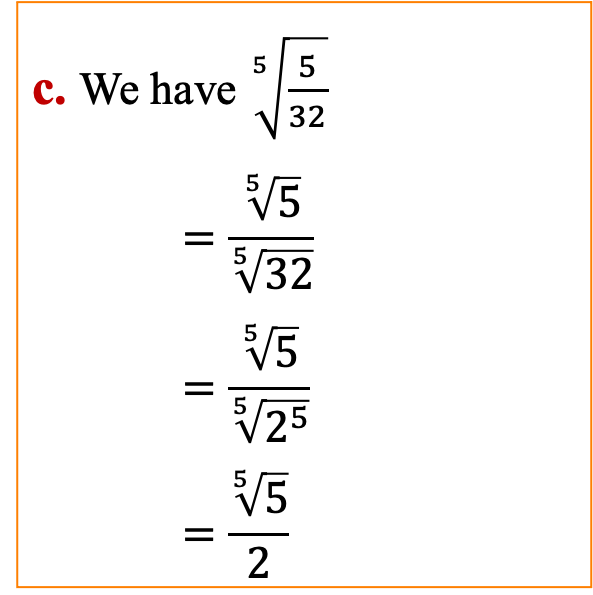 c. We have ⁵√(5/32)
= ⁵√5 / ⁵√32
= ⁵√5 / ⁵√2⁵
= ⁵√5 / 2